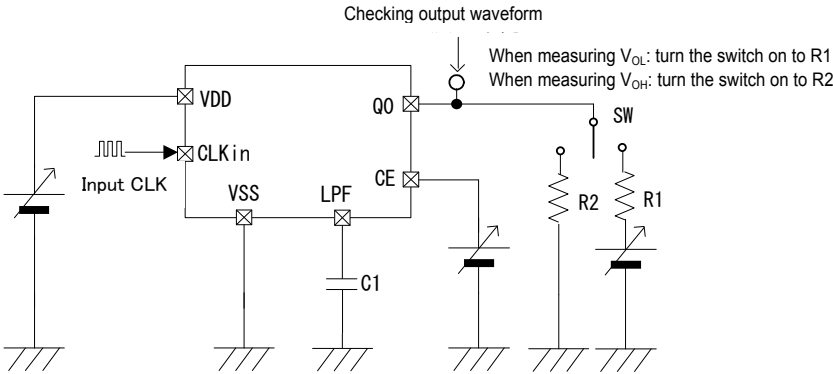 Checking output waveform
When measuring VOL: turn the switch on to R1
When measuring VOH: turn the switch on to R2
VDD
Q0
SW
CLKin
Input CLK
CE
VSS
LPF
R2
R1
C1